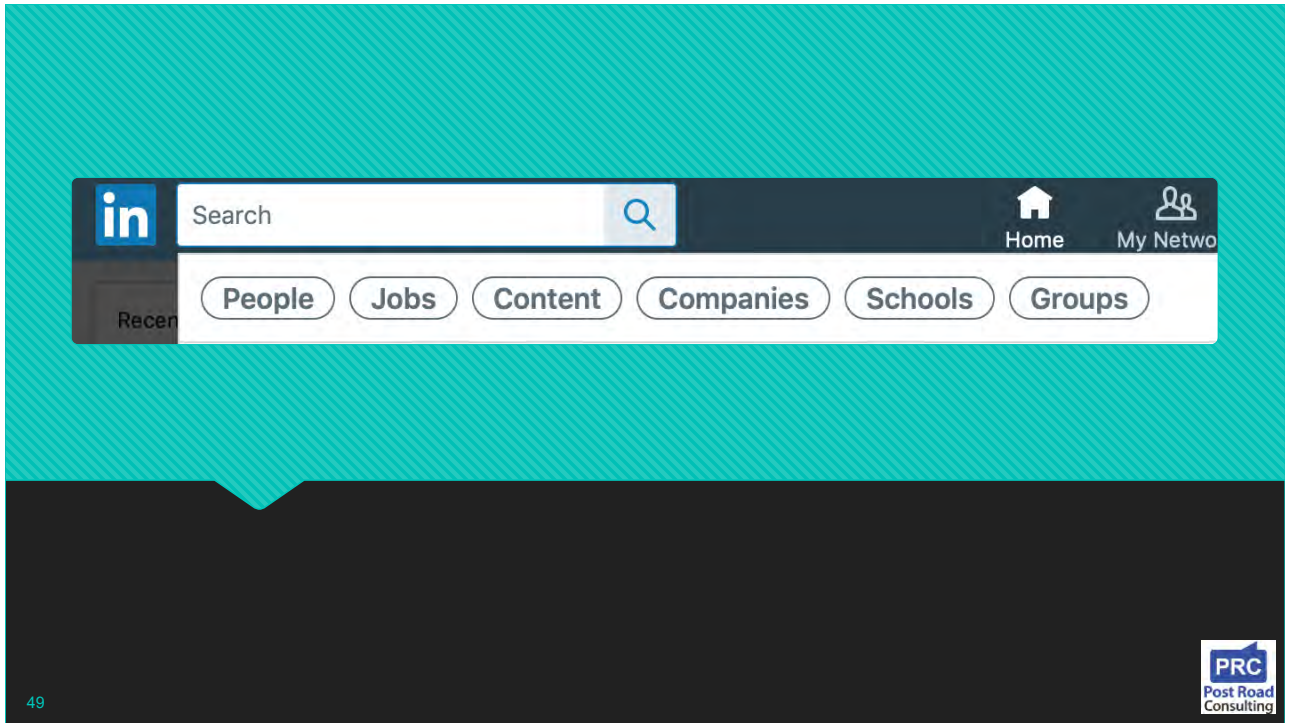 in
Search
Home
My Netwo
Recen
People Jobs Content Companies Schools Groups
49
PRC
Post Road
Consulting